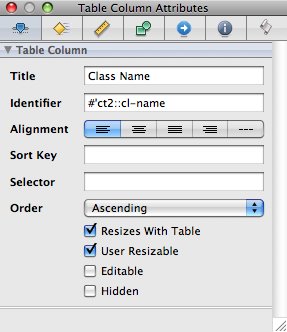 Table Column Attributes
Table Column
Title Class Name
Identifier #'ct2::cl-name
Alignment
Sort Key
Selector
Order Ascending
Resizes With Table
User Resizable
Editable
Hidden